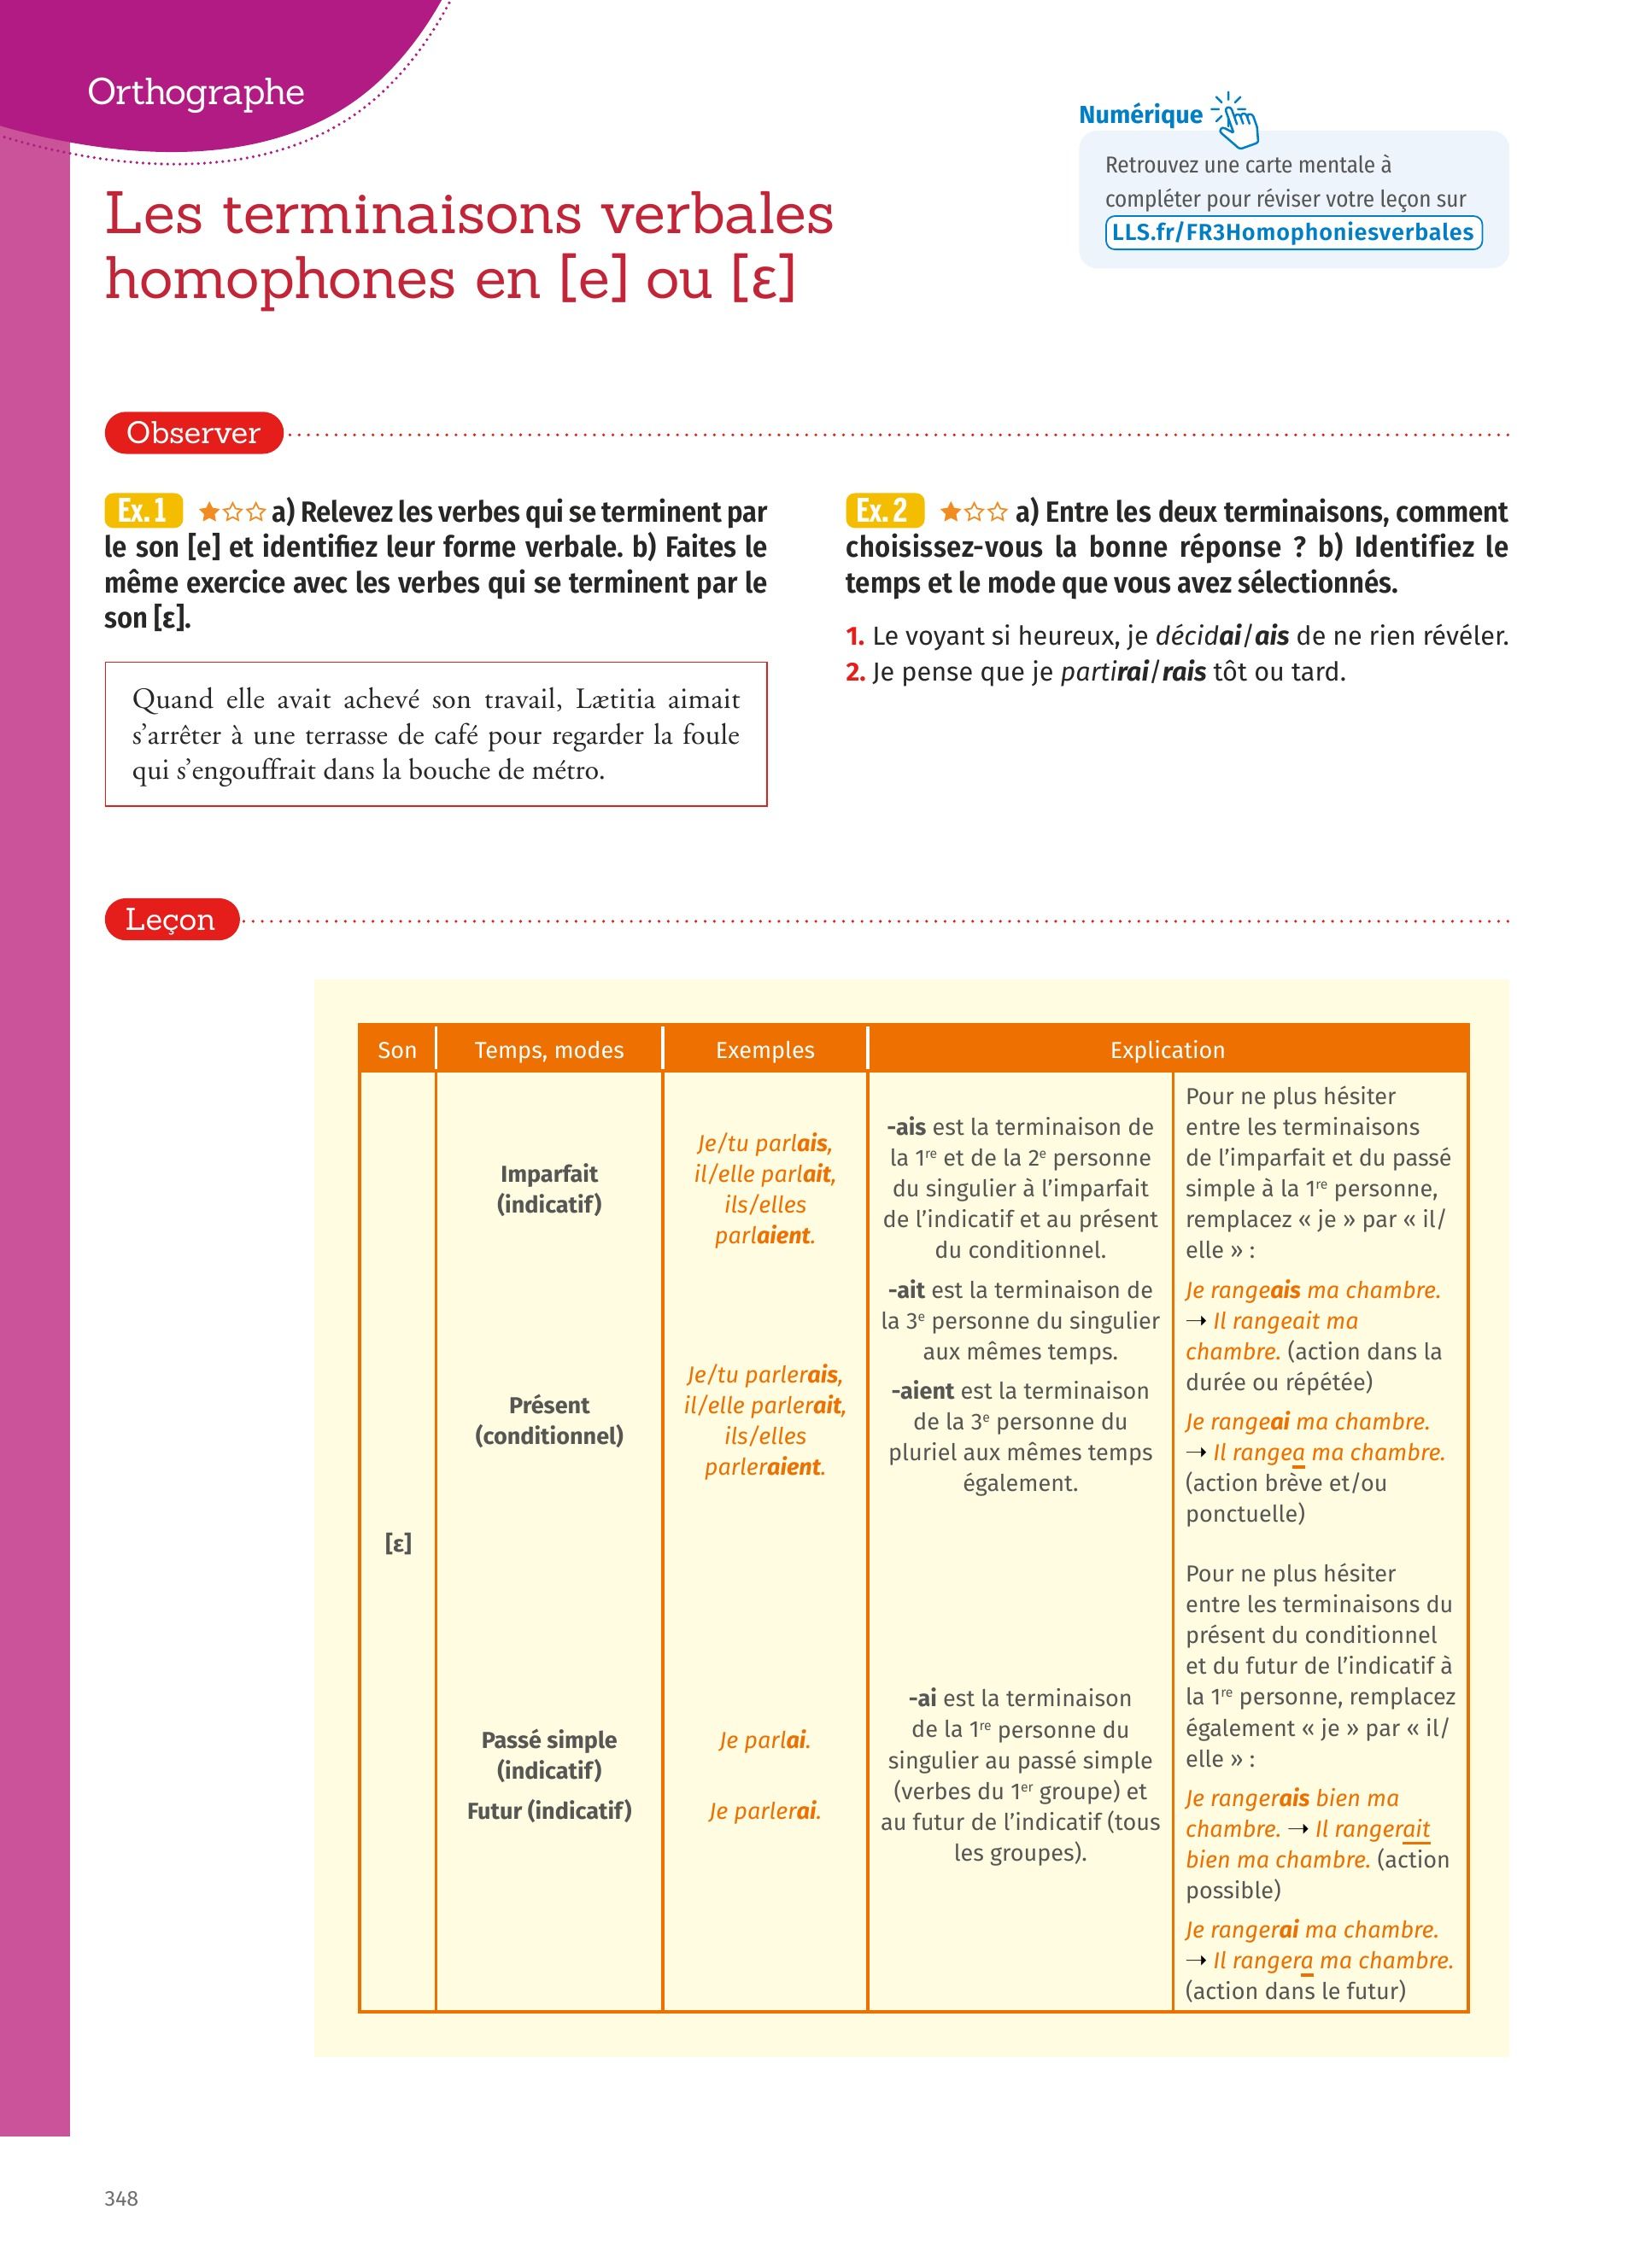 Orthographe
Numérique
Retrouvez une carte mentale à
compléter pour réviser votre leçon sur
LLS.fr/FR3Homophoniesverbales
Les terminaisons verbales
homophones en [e] ou [ɛ]
Observer
Ex. 1 a) Relevez les verbes qui se terminent par
le son [e] et identifiez leur forme verbale. b) Faites le
même exercice avec les verbes qui se terminent par le
son [ɛ].
Quand elle avait achevé son travail, Lætitia aimait
s’arrêter à une terrasse de café pour regarder la foule
qui s’engouffrait dans la bouche de métro.
Ex. 2 a) Entre les deux terminaisons, comment
choisissez-vous la bonne réponse ? b) Identifiez le
temps et le mode que vous avez sélectionnés.
1. Le voyant si heureux, je décidai/ais de ne rien révéler.
2. Je pense que je partirai/rais tôt ou tard.
Leçon
Son Temps, modes Exemples Explication
[ɛ]
Imparfait
(indicatif)
Je/tu parlais,
il/elle parlait,
ils/elles
parlaient.
Présent
(conditionnel)
Je/tu parlerais,
il/elle parlerait,
ils/elles
parleraient.
-ais est la terminaison de
la 1re et de la 2e personne
du singulier à l’imparfait
de l’indicatif et au présent
du conditionnel.
-ait est la terminaison de
la 3e personne du singulier
aux mêmes temps.
-aient est la terminaison
de la 3e personne du
pluriel aux mêmes temps
également.
Passé simple
(indicatif)
Je parlai.
Futur (indicatif)
Je parlerai.
-ai est la terminaison
de la 1re personne du
singulier au passé simple
(verbes du 1er groupe) et
au futur de l’indicatif (tous
les groupes).
Pour ne plus hésiter
entre les terminaisons
de l’imparfait et du passé
simple à la 1re personne,
remplacez « je » par « il/
elle » :
Je rangeais ma chambre.
→ Il rangeait ma
chambre. (action dans la
durée ou répétée)
Je rangeai ma chambre.
→ Il rangea ma chambre.
(action brève et/ou
ponctuelle)
Pour ne plus hésiter
entre les terminaisons du
présent du conditionnel
et du futur de l’indicatif à
la 1re personne, remplacez
également « je » par « il/
elle » :
Je rangerais bien ma
chambre. → Il rangerait
bien ma chambre. (action
possible)
Je rangerai ma chambre.
→ Il rangera ma chambre.
(action dans le futur)
348